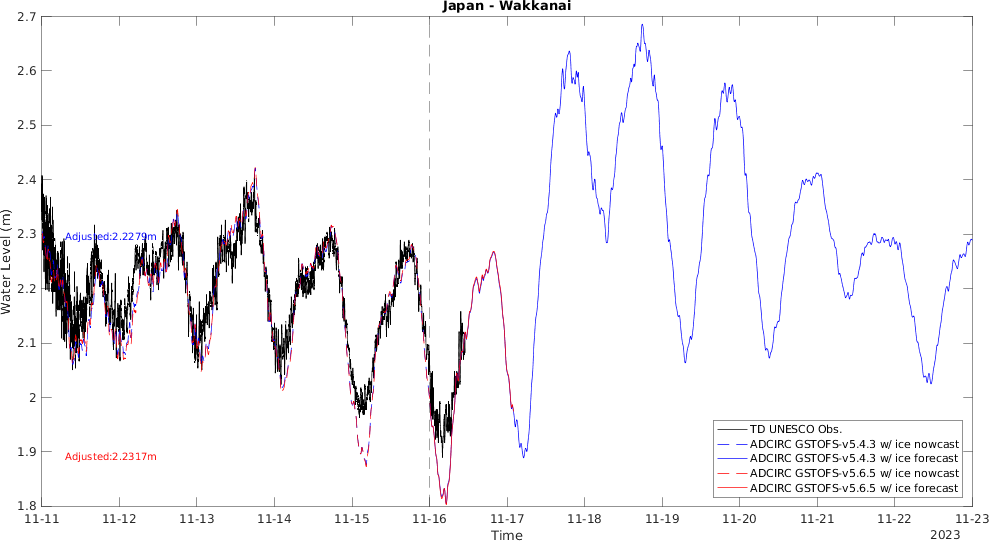 Japan - Wakkanai
2.7
2.6
2.5
2.4
2.3
2.2
2.1
2
1.9
1.8
Water Level (m)
Adjusted:2.2279m
Adjusted:2.2317m
TD UNESCO Obs.
ADCIRC GSTOFS-v5.4.3 w/ ice nowcast
ADCIRC GSTOFS-v5.4.3 w/ ice forecast
ADCIRC GSTOFS-v5.6.5 w/ ice nowcast
ADCIRC GSTOFS-v5.6.5 w/ ice forecast
11-11 11-12 11-13 11-14 11-15 11-16 11-17 11-18 11-19 11-20 11-21 11-22 11-23
Time
2023